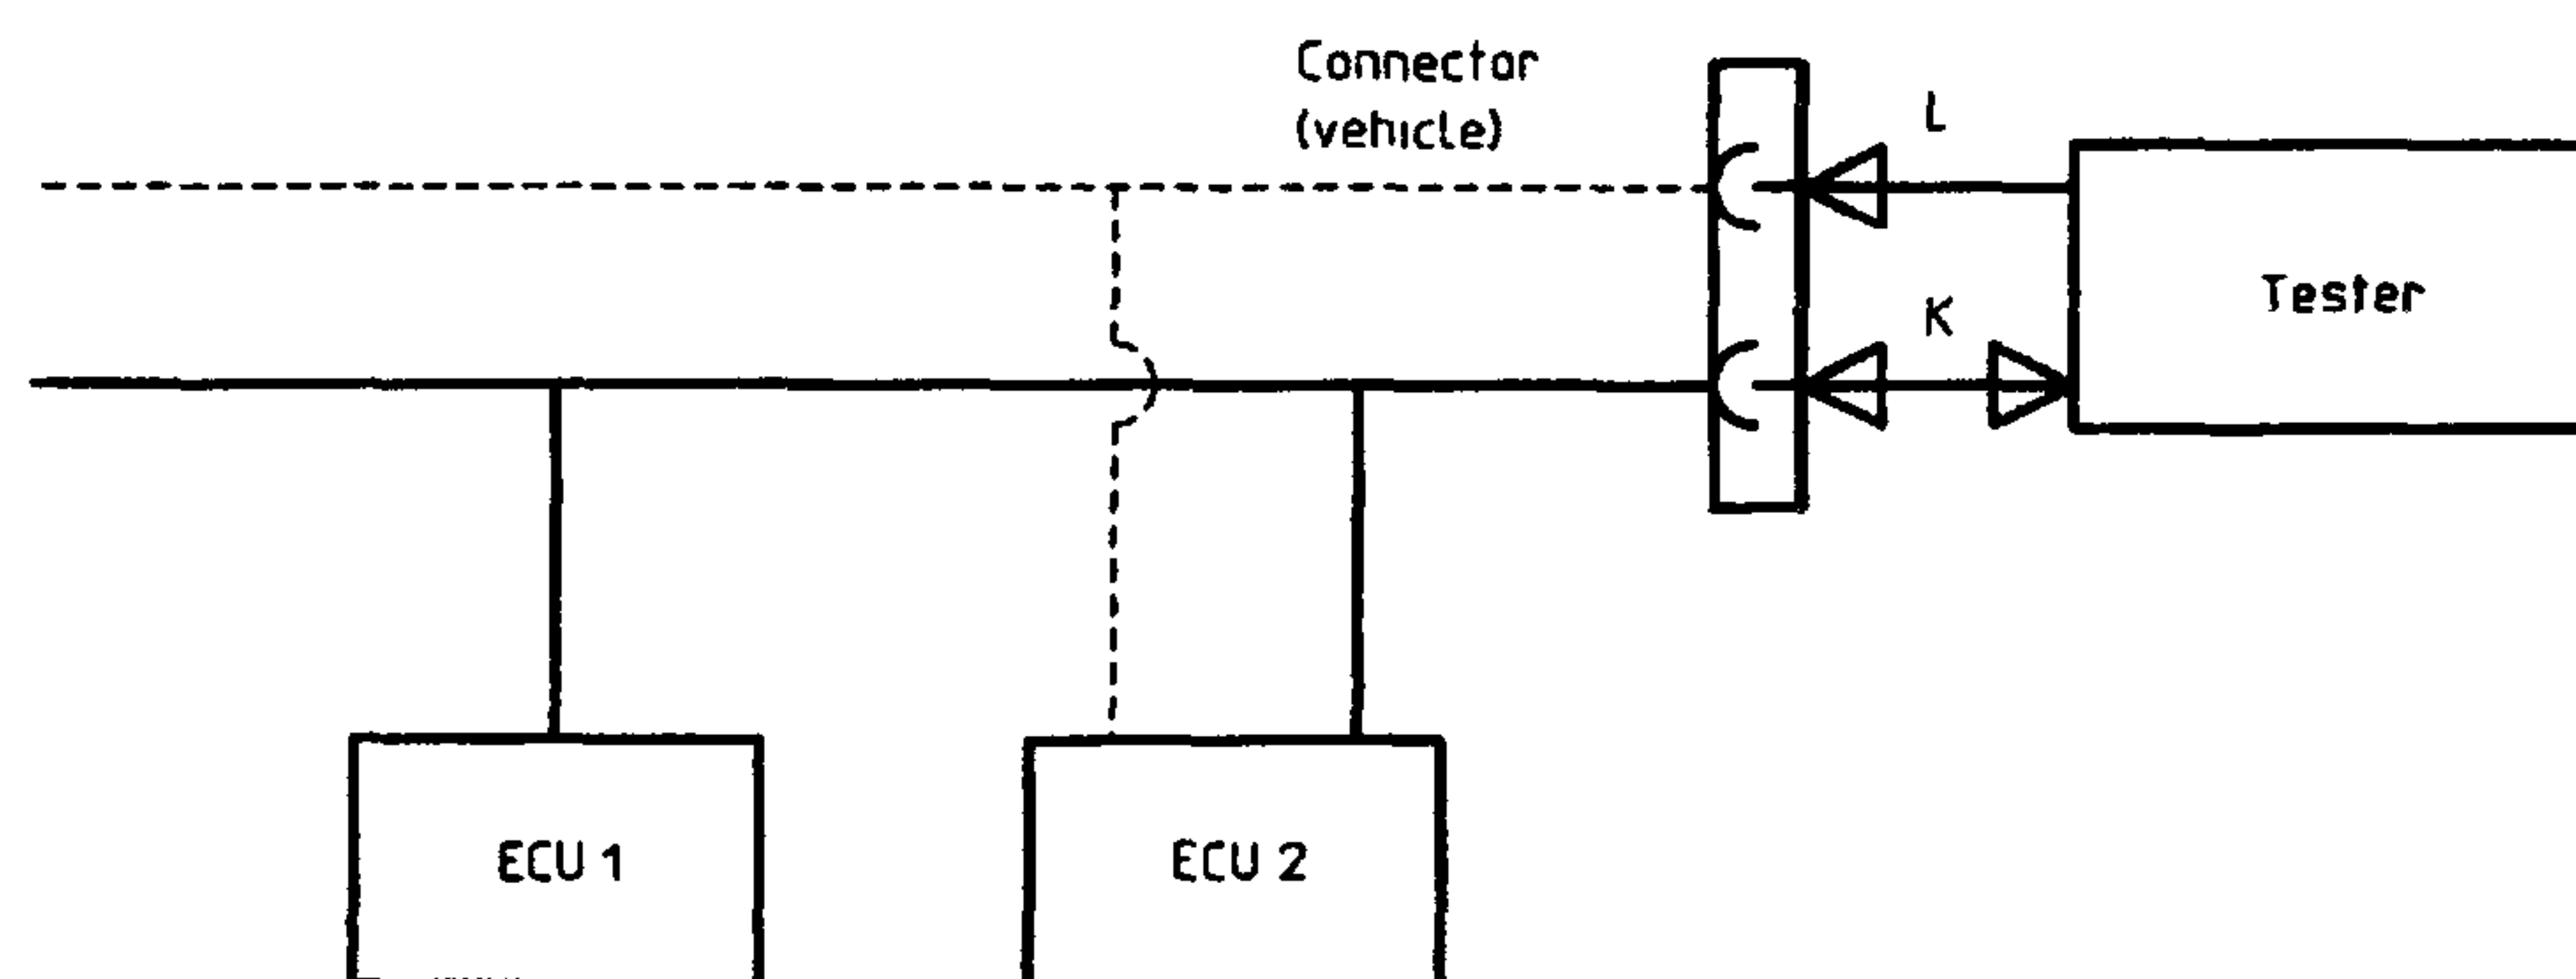 Connector
(vehicle)
L
K
Tester
ECU 1
ECU 2